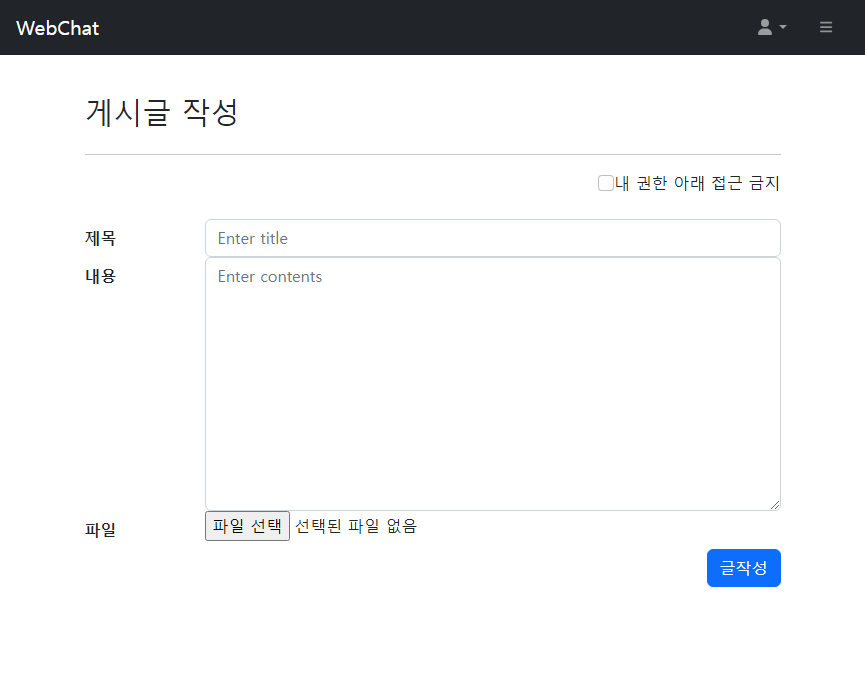 WebChat
게시글 작성
내 권한 아래 접근 금지
제목
Enter title
내용
Enter contents
파일
파일 선택 선택된 파일 없음
글작성